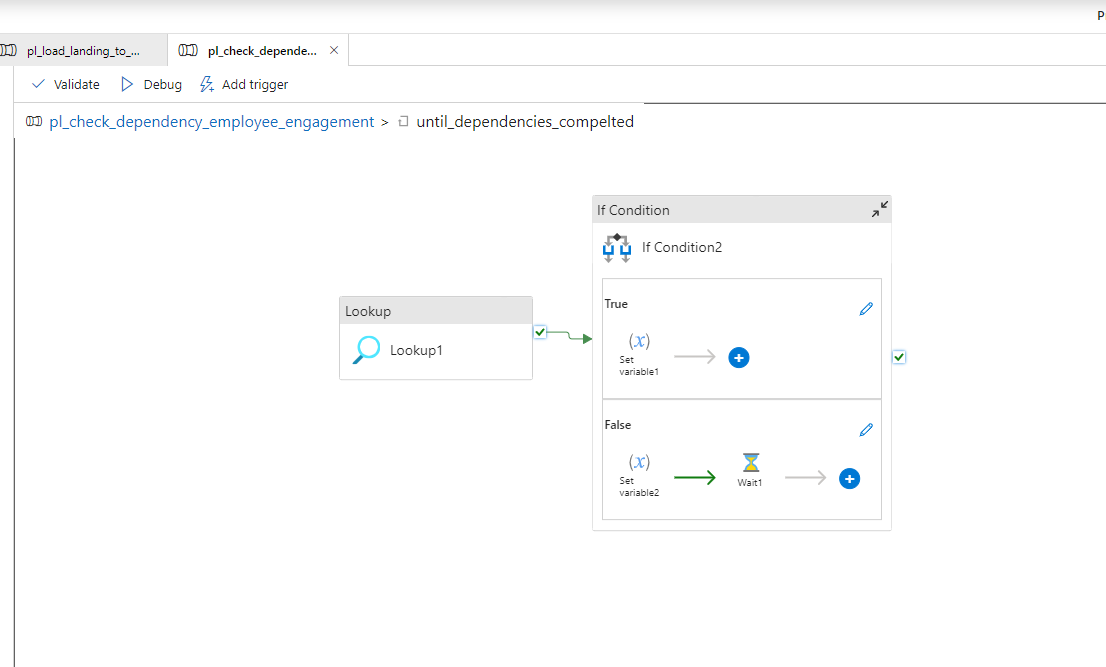 P
pl_load_landing_to_...
pl_check_depende...
Validate
Debug
Add trigger
pl_check_dependency_employee_engagement > until_dependencies_compelted
If Condition
If Condition2
Lookup
Lookup1
True
(x)
Set
variable1
False
(x)
Set
variable2
Wait1